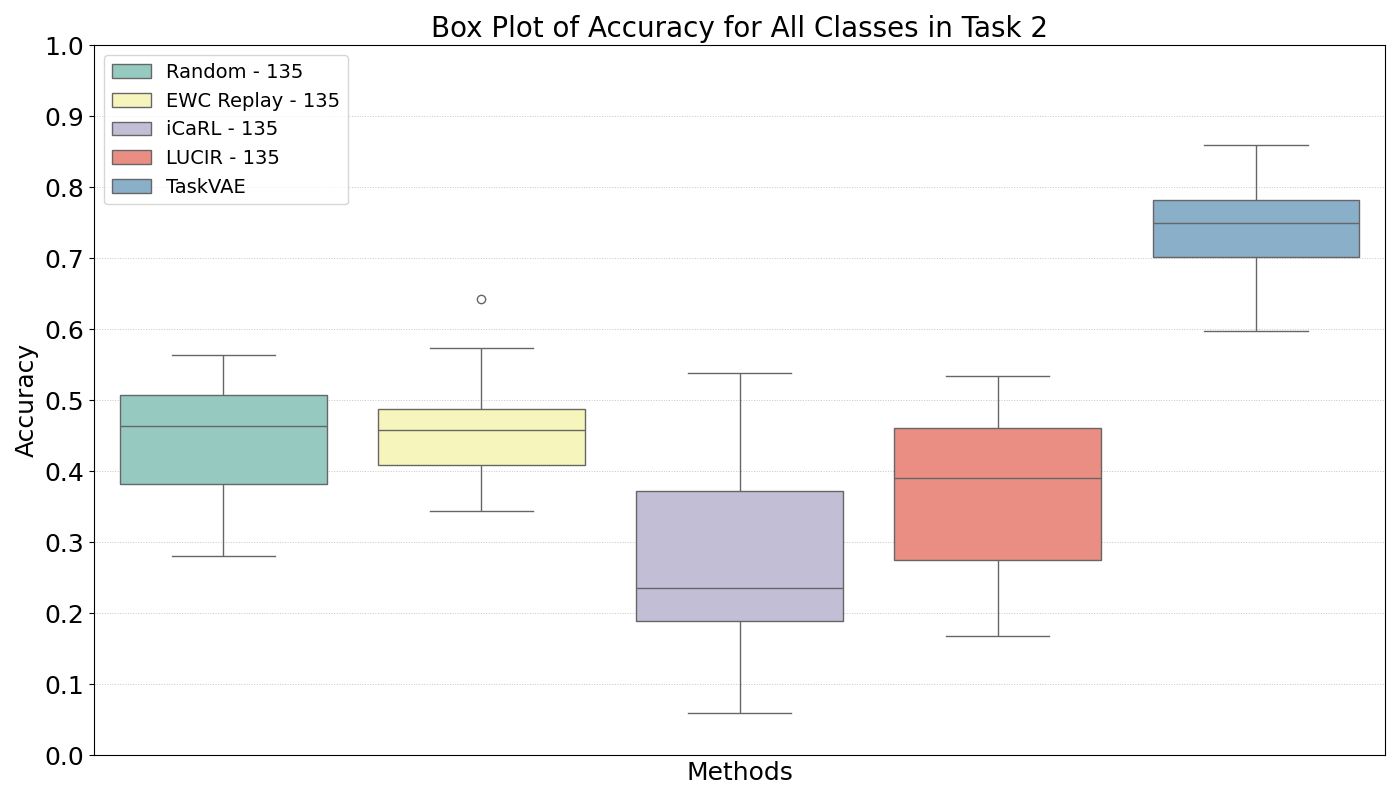 Box Plot of Accuracy for All Classes in Task 2
1.0
0.9
0.8
0.7
0.6
0.5
0.4
0.3
0.2
0.1
0.0
Accuracy
Random - 135
EWC Replay - 135
iCaRL - 135
LUCIR - 135
TaskVAE
Methods